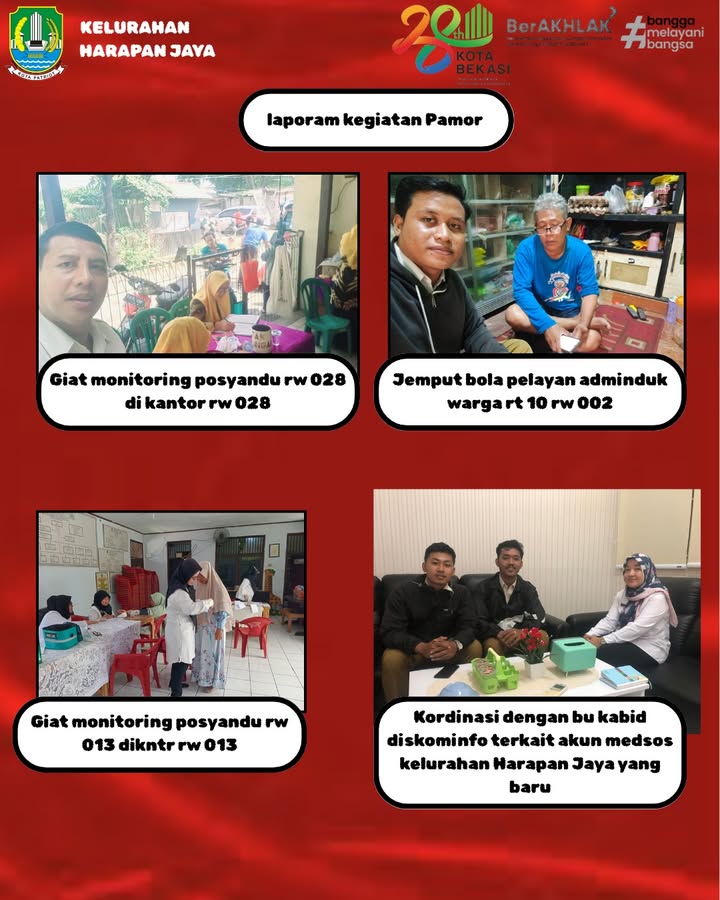 KELURAHAN
HARAPAN JAYA
KOTA PATRIOT
28th
KOTA
BEKASI
BerAKHLAK
#bangga
melayani
bangsa
laporam kegiatan Pamor
Giat monitoring posyandu rw 028
di kantor rw 028
Jemput bola pelayan adminduk
warga rt 10 rw 002
Giat monitoring posyandu rw
013 dikntr rw 013
Kordinasi dengan bu kabid
diskominfo terkait akun medsos
kelurahan Harapan Jaya yang
baru